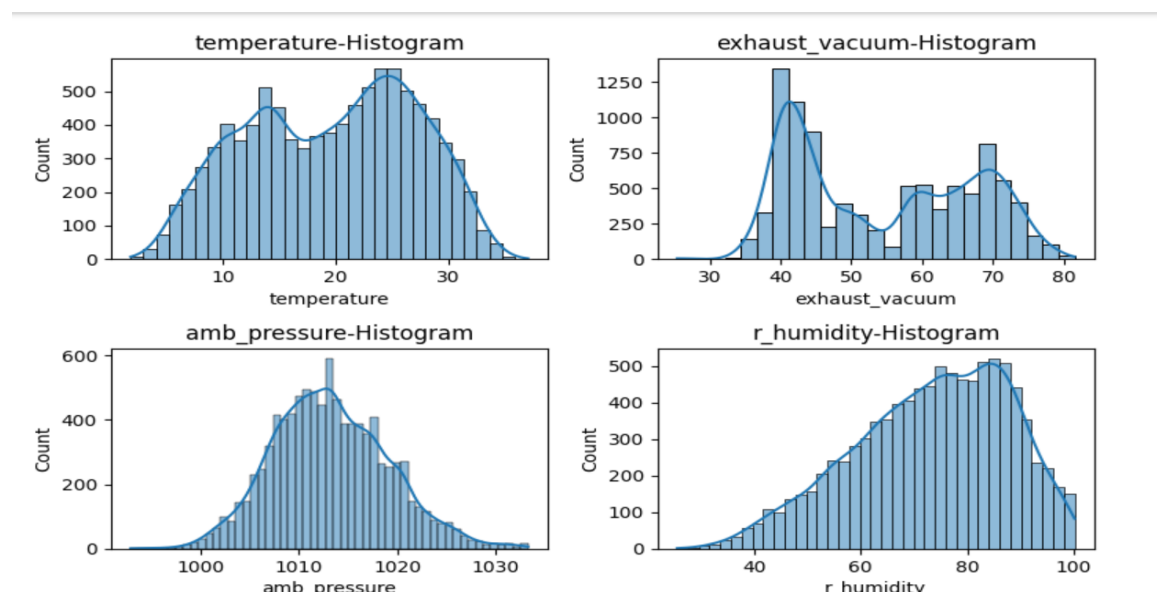 temperature-Histogram
500
400
300
200
100
0
Count
10 20 30
temperature
exhaust_vacuum-Histogram
1250
1000
750
500
250
0
Count
30 40 50 60 70 80
exhaust_vacuum
amb_pressure-Histogram
600
400
200
0
Count
1000 1010 1020 1030
amb_pressure
r_humidity-Histogram
500
400
300
200
100
0
Count
40 60 80 100
r_humidity